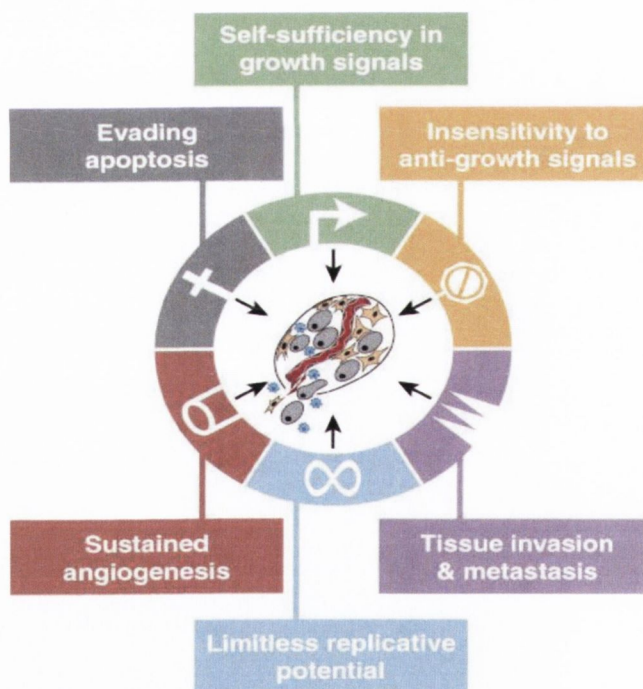 Self-sufficiency in
growth signals
Evading
apoptosis
Insensitivity to
anti-growth signals
Sustained
angiogenesis
Tissue invasion
& metastasis
Limitless replicative
potential